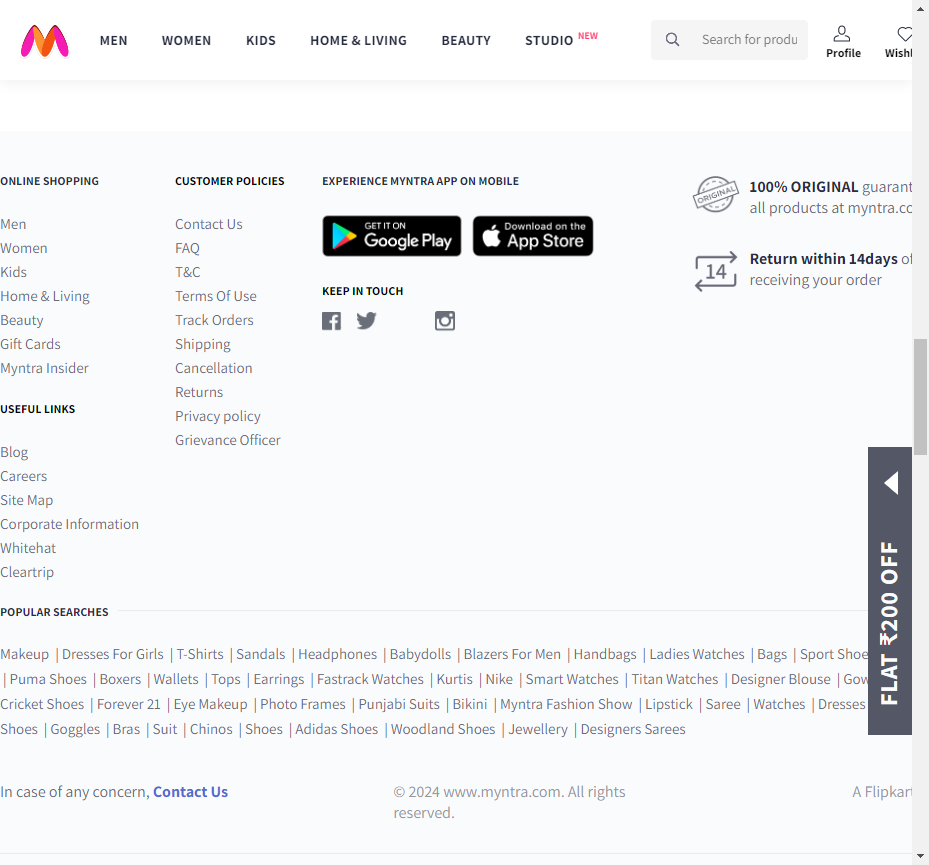 MEN WOMEN KIDS HOME & LIVING BEAUTY STUDIO NEW
Search for produ
Profile
ONLINE SHOPPING
Men
Women
Kids
Home & Living
Beauty
Gift Cards
Myntra Insider
USEFUL LINKS
Blog
Careers
Site Map
Corporate Information
Whitehat
Cleartrip
CUSTOMER POLICIES
Contact Us
FAQ
T&C
Terms Of Use
Track Orders
Shipping
Cancellation
Returns
Privacy policy
Grievance Officer
EXPERIENCE MYNTRA APP ON MOBILE
GET IT ON
Google Play
Download on the
App Store
KEEP IN TOUCH
ORIGINAL
100% ORIGINAL guarant
all products at myntra.co
14
Return within 14days of
receiving your order
FLAT ₹200 OFF
POPULAR SEARCHES
Makeup | Dresses For Girls | T-Shirts | Sandals | Headphones | Babydolls | Blazers For Men | Handbags | Ladies Watches | Bags | Sport Shoe
| Puma Shoes | Boxers | Wallets | Tops | Earrings | Fastrack Watches | Kurtis | Nike | Smart Watches | Titan Watches | Designer Blouse | Gow
Cricket Shoes | Forever 21 | Eye Makeup | Photo Frames | Punjabi Suits | Bikini | Myntra Fashion Show | Lipstick | Saree | Watches | Dresses
Shoes | Goggles | Bras | Suit | Chinos | Shoes | Adidas Shoes | Woodland Shoes | Jewellery | Designers Sarees
In case of any concern, Contact Us
© 2024 www.myntra.com. All rights
reserved.
A Flipkart